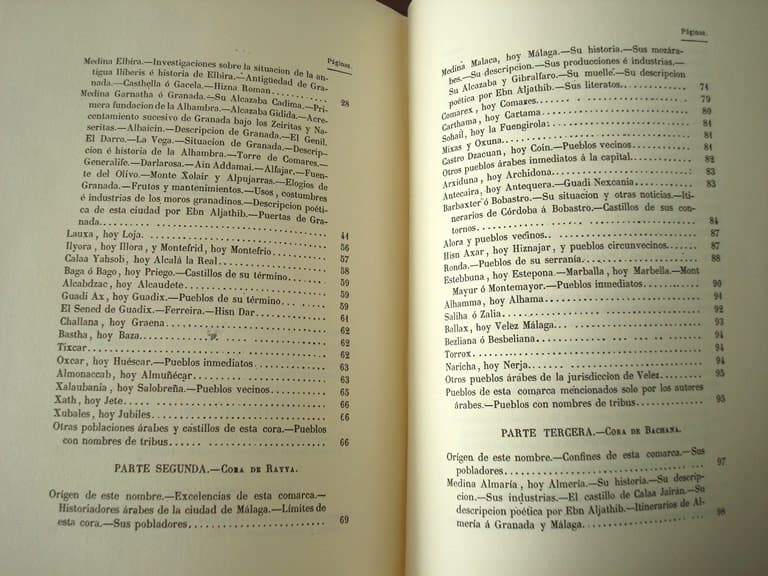 Páginas.
Medina Elbira.—Investigaciones sobre la situacion de la an-
tigua Iliberis é historia de Elbira.—Antigüedad de Gra-
nada.—Casthella ó Gacela.—Hizna Roman. 28
Medina Garnatha ó Granada.—Su Alcazaba Cadima.—Pri-
mera fundacion de la Alhambra.—Alcazaba Gidida.—Acre-
centamiento sucesivo de Granada bajo los Zeiritas y Na-
seritas.—Albaicin.—Descripcion de Granada.—El Genil.
El Darro.—La Vega.—Situacion de Granada.—Descrip-
cion é historia de la Alhambra.—Torre de Comares.—
Generalife.—Darlarosa.—Ain Addamai.—Alfajar.—Fuen-
te del Olivo.—Monte Xolair y Alpujarras.—Elogios de
Granada.—Frutos y mantenimientos.—Usos, costumbres
é industrias de los moros granadinos.—Descripcion poéti-
ca de esta ciudad por Ebn Aljathib.—Puertas de Gra-
nada. 44
Lauxa, hoy Loja. 56
Ilyora, hoy Illora, y Montefrid, hoy Montefrio 57
Calaa Yahsob, hoy Alcalá la Real 58
Baga ó Bago, hoy Priego.—Castillos de su término 59
Alcabdzac, hoy Alcaudete 59
Guadi Ax, hoy Guadix.—Pueblos de su término 59
El Sened de Guadix.—Ferreira.—Hisn Dar 61
Challana, hoy Graena 62
Bastha, hoy Baza. 62
Tixcar 62
Oxcar, hoy Huéscar.—Pueblos inmediatos 63
Almonaccab, hoy Almuñécar 63
Xalaubania, hoy Salobreña.—Pueblos vecinos 65
Xath, hoy Jete 66
Xubales, hoy Jubiles 66
Otras poblaciones árabes y castillos de esta cora.—Pueblos
con nombres de tribus 66
PARTE SEGUNDA.—Cora de Rayya.
Origen de este nombre.—Excelencias de esta comarca.—
Historiadores árabes de la ciudad de Málaga.—Límites de
esta cora.—Sus pobladores 69
Páginas.
Medina Malaca, hoy Málaga.—Su historia.—Sus mozára-
bes.—Su descripcion.—Sus producciones é industrias.—
Su Alcazaba y Gibralfaro.—Su muelle.—Su descripcion
poética por Ebn Aljathib.—Sus literatos. 74
Comarex, hoy Comares. 79
Carthama, hoy Cartama 80
Sohail, hoy la Fuengirola 81
Mixas y Oxuna. 81
Castro Dzacuan, hoy Coin.—Pueblos vecinos 81
Otros pueblos árabes inmediatos á la capital. 82
Arxiduna, hoy Archidona 83
Antecaira, hoy Antequera.—Guadi Nexcania 83
Barbaxter ó Bobastro.—Su situacion y otras noticias.—Iti-
nerarios de Córdoba á Bobastro.—Castillos de sus con-
tornos 84
Alora y pueblos vecinos. 87
Hisn Axar, hoy Hiznajar, y pueblos circunvecinos. 87
Ronda.—Pueblos de su serranía. 88
Estebbuna, hoy Estepona.—Marballa, hoy Marbella.—Mont
Mayur ó Montemayor.—Pueblos inmediatos 90
Alhamma, hoy Alhama 91
Saliha ó Zalia 92
Ballax, hoy Velez Málaga. 93
Bezliana ó Besbeliana 94
Torrox 94
Naricha, hoy Nerja. 94
Otros pueblos árabes de la jurisdiccion de Velez 95
Pueblos de esta comarca mencionados solo por los autores
árabes.—Pueblos con nombres de tribus 95
PARTE TERCERA.—Cora de Bachana.
Origen de este nombre.—Confines de esta comarca.—Sus
pobladores 97
Medina Almaría, hoy Almería.—Su historia.—Su descrip-
cion.—Sus industrias.—El castillo de Calaa Jairán.—Su
descripcion poética por Ebn Aljathib.—Itinerarios de Al-
mería á Granada y Málaga. 98